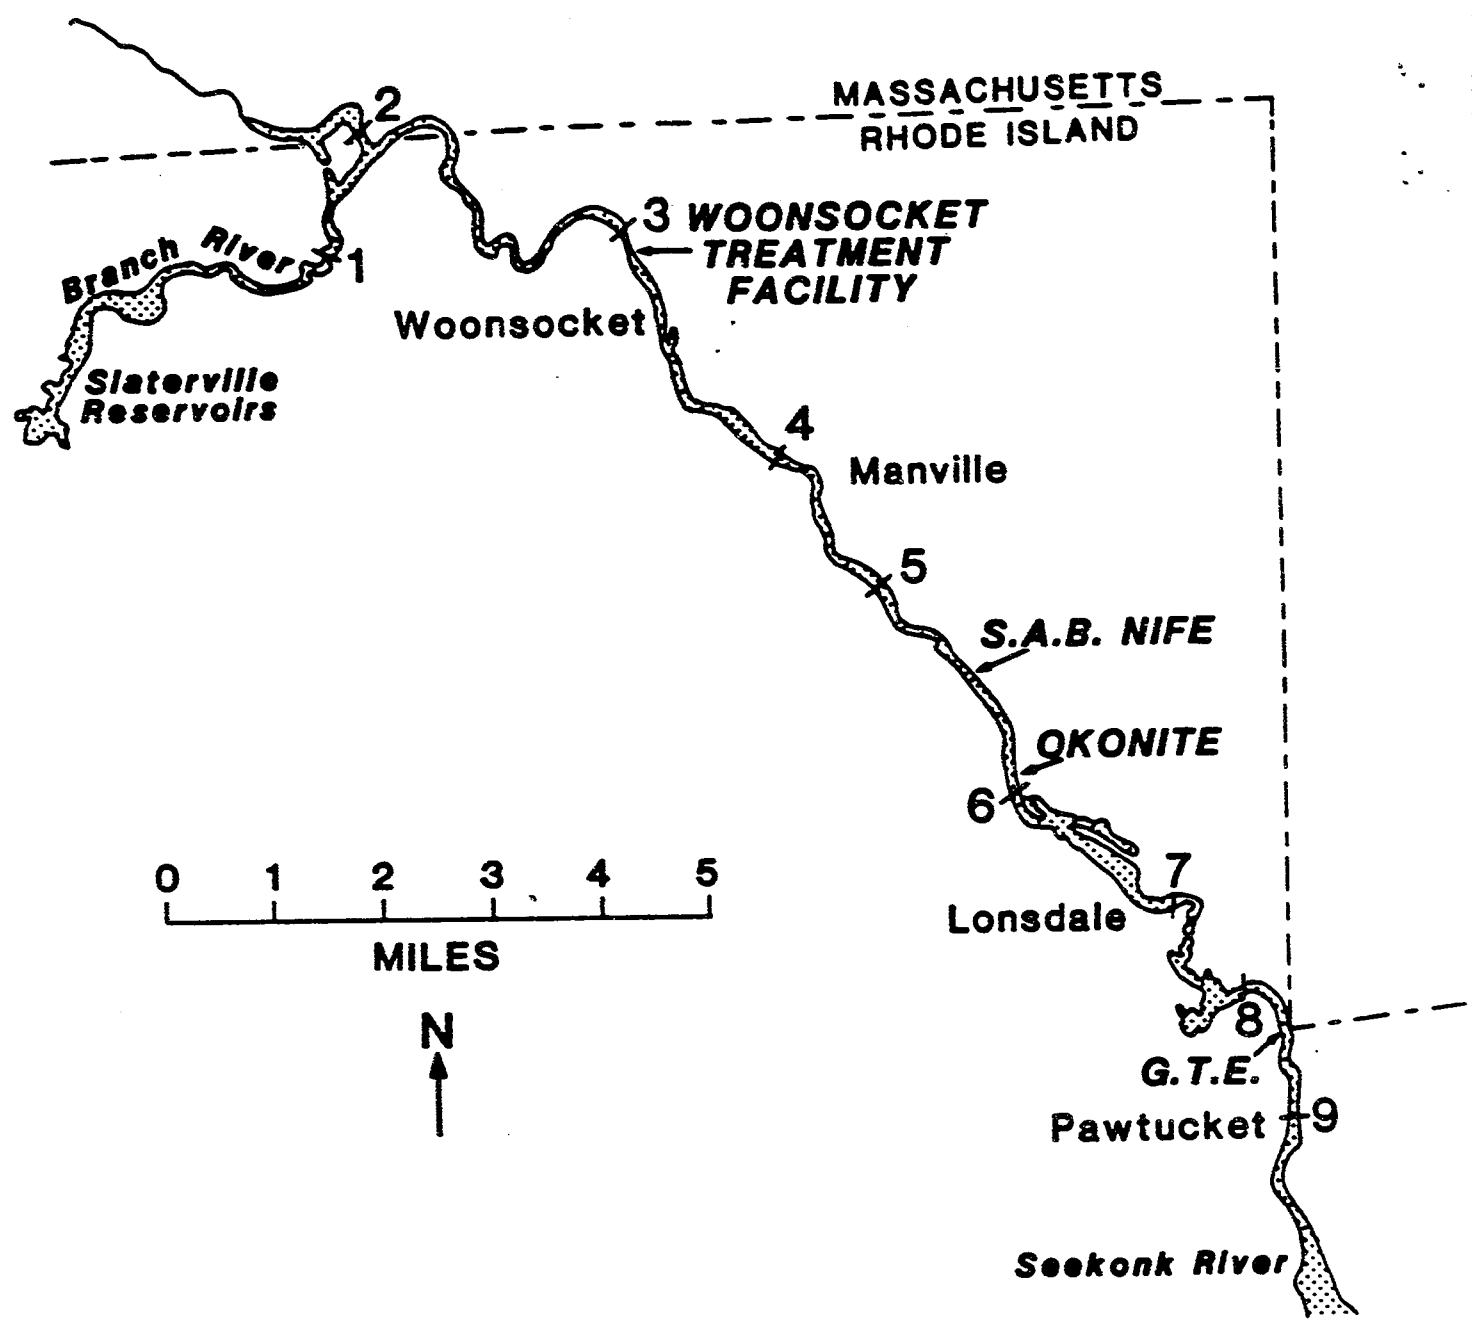 2
MASSACHUSETTS
RHODE ISLAND
3 WOONSOCKET
TREATMENT
FACILITY
Branch River
1
Woonsocket
Slaterville
Reservoirs
4
Manville
5
S.A.B. NIFE
OKONITE
6
7
Lonsdale
0 1 2 3 4 5
MILES
N
8
G.T.E.
Pawtucket
9
Seekonk River